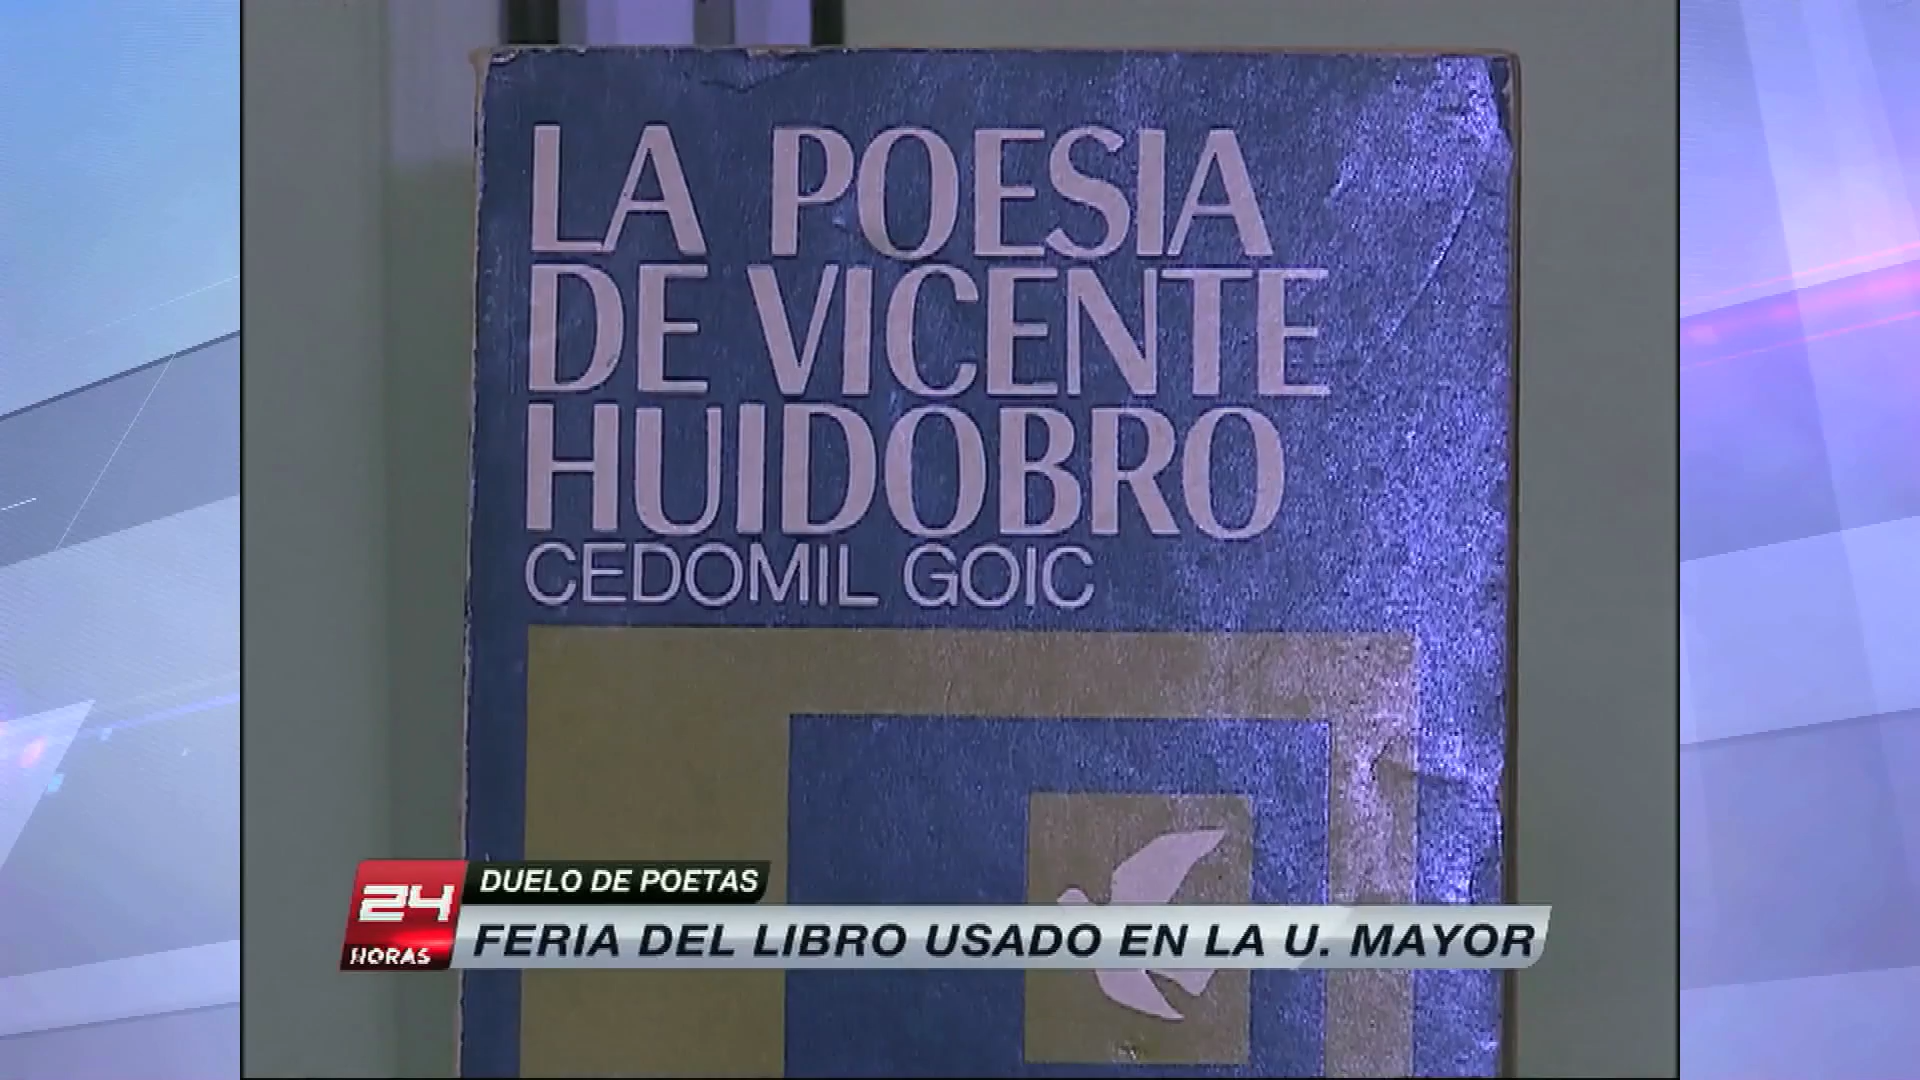 LA POESIA
DE VICENTE
HUIDOBRO
CEDOMIL GOIC
24
HORAS
DUELO DE POETAS
FERIA DEL LIBRO USADO EN LA U. MAYOR